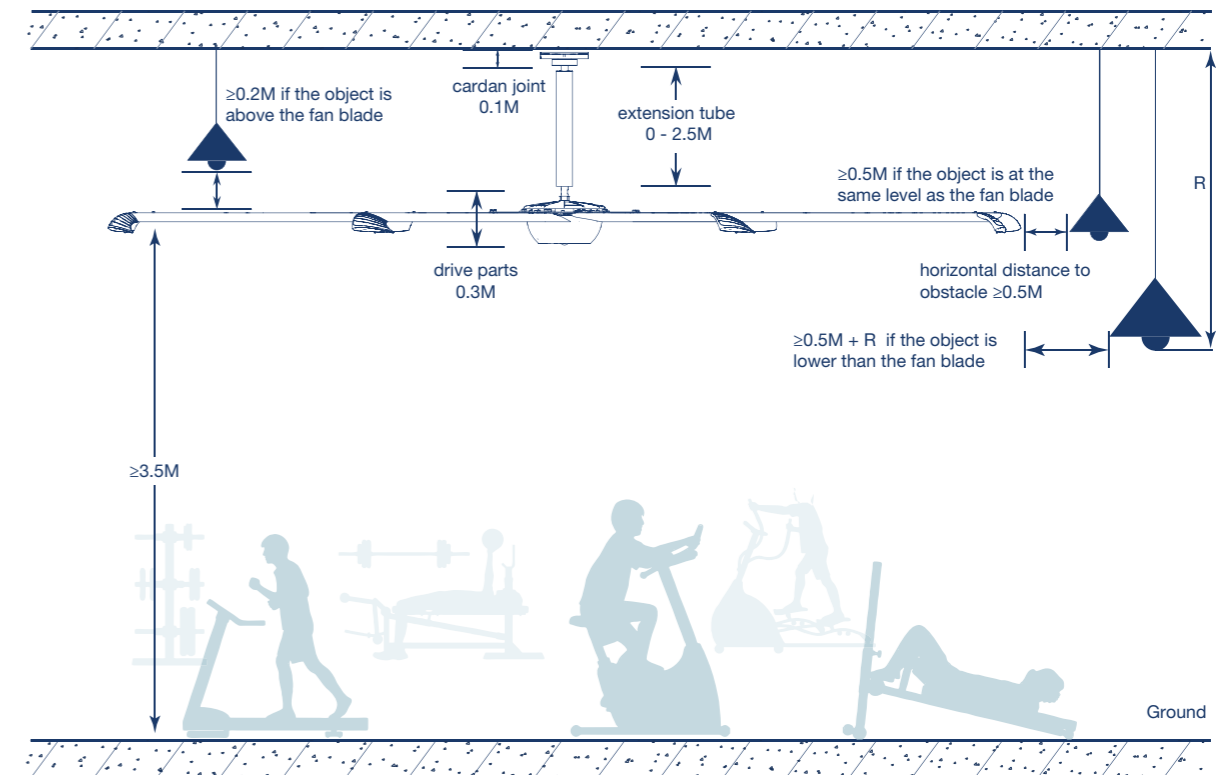 ≥0.2M if the object is
above the fan blade
cardan joint
0.1M
extension tube
0 - 2.5M
≥0.5M if the object is at the
same level as the fan blade
R
drive parts
0.3M
horizontal distance to
obstacle ≥0.5M
≥0.5M + R  if the object is
lower than the fan blade
≥3.5M
Ground